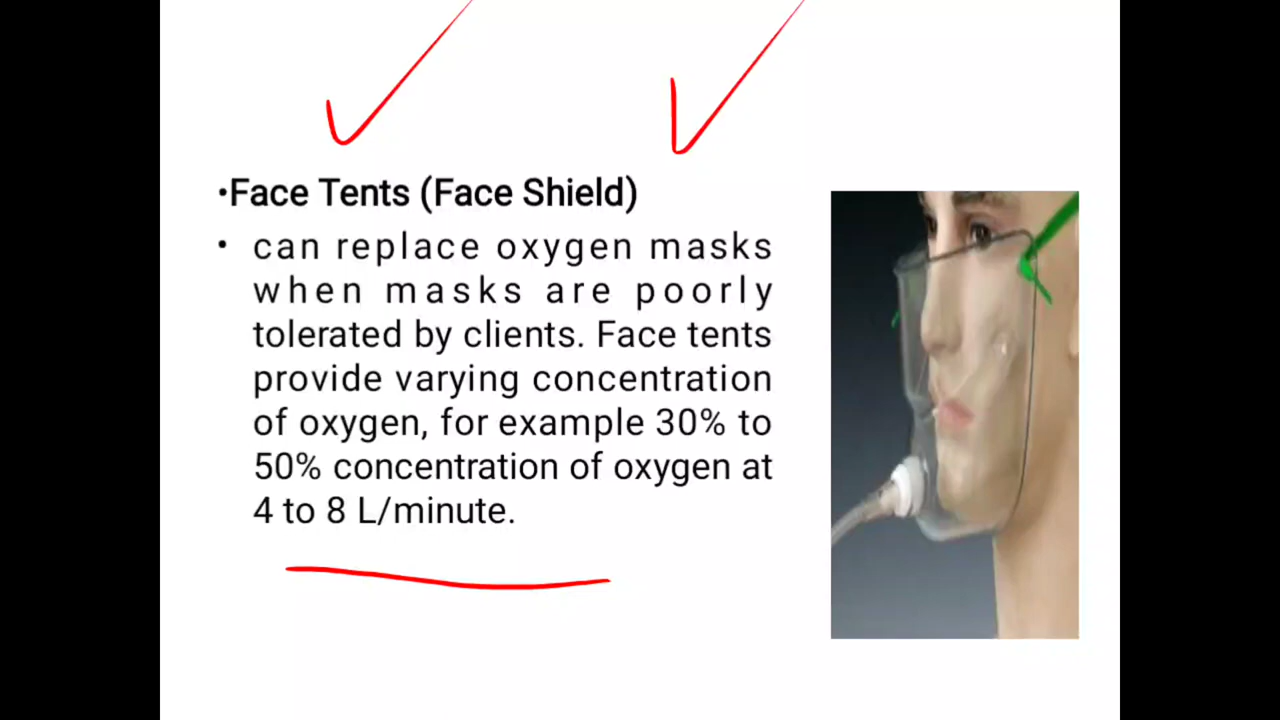 •Face Tents (Face Shield)
• can replace oxygen masks
when masks are poorly
tolerated by clients. Face tents
provide varying concentration
of oxygen, for example 30% to
50% concentration of oxygen at
4 to 8 L/minute.